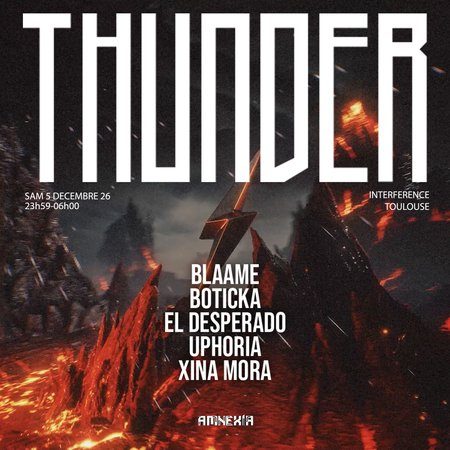 THUNDER
SAM 5 DECEMBRE 26
23h59-06h00
INTERFERENCE
TOULOUSE
BLAAME
BOTICKA
EL DESPERADO
UPHORIA
XINA MORA
AMNEXIA